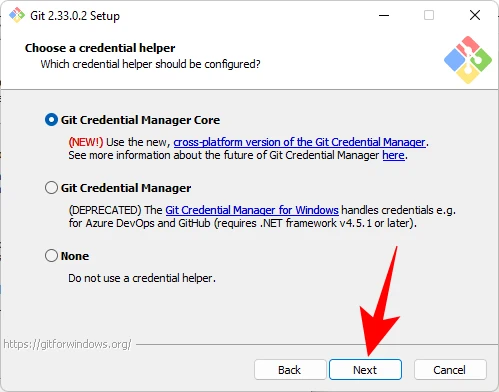 Git 2.33.0.2 Setup
Choose a credential helper
Which credential helper should be configured?
Git Credential Manager Core
(NEW!) Use the new, cross-platform version of the Git Credential Manager.
See more information about the future of Git Credential Manager here.
Git Credential Manager
(DEPRECATED) The Git Credential Manager for Windows handles credentials e.g.
for Azure DevOps and GitHub (requires .NET framework v4.5.1 or later).
None
Do not use a credential helper.
https://gitforwindows.org/
Back Next Cancel